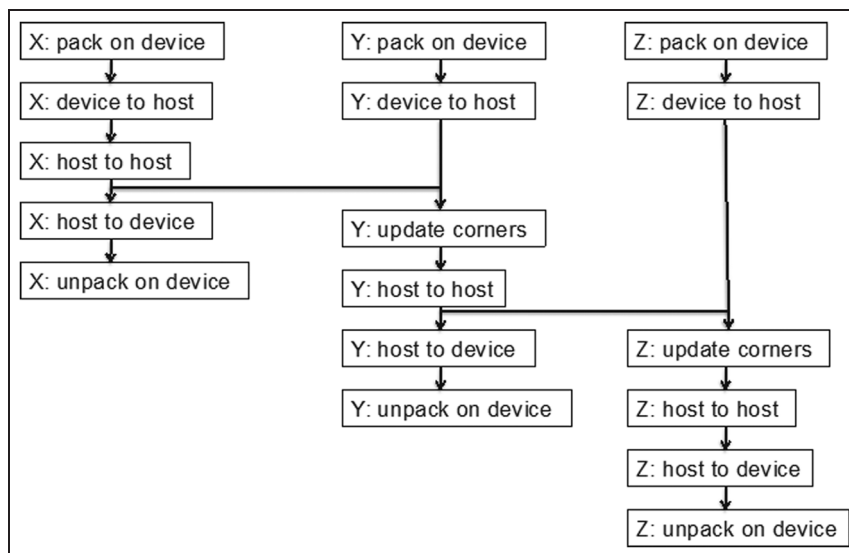 X: pack on device
Y: pack on device
Z: pack on device
X: device to host
Y: device to host
Z: device to host
X: host to host
X: host to device
Y: update corners
X: unpack on device
Y: host to host
Y: host to device
Z: update corners
Y: unpack on device
Z: host to host
Z: host to device
Z: unpack on device